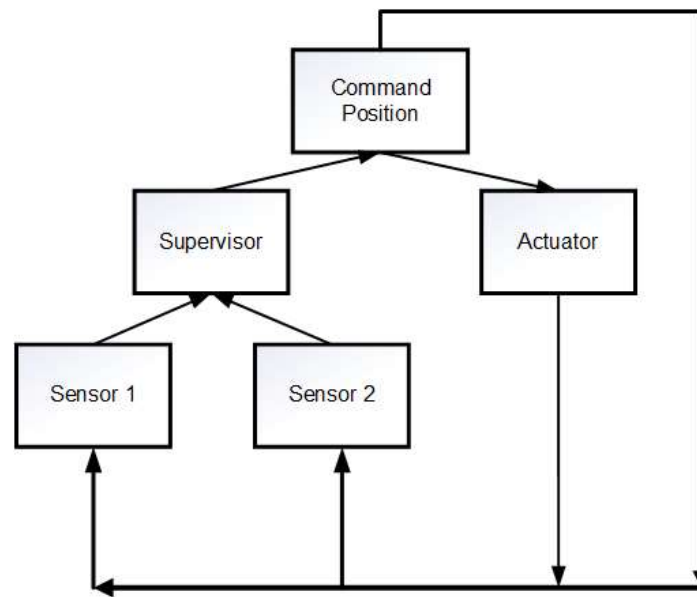 Command
Position
Supervisor
Actuator
Sensor 1
Sensor 2